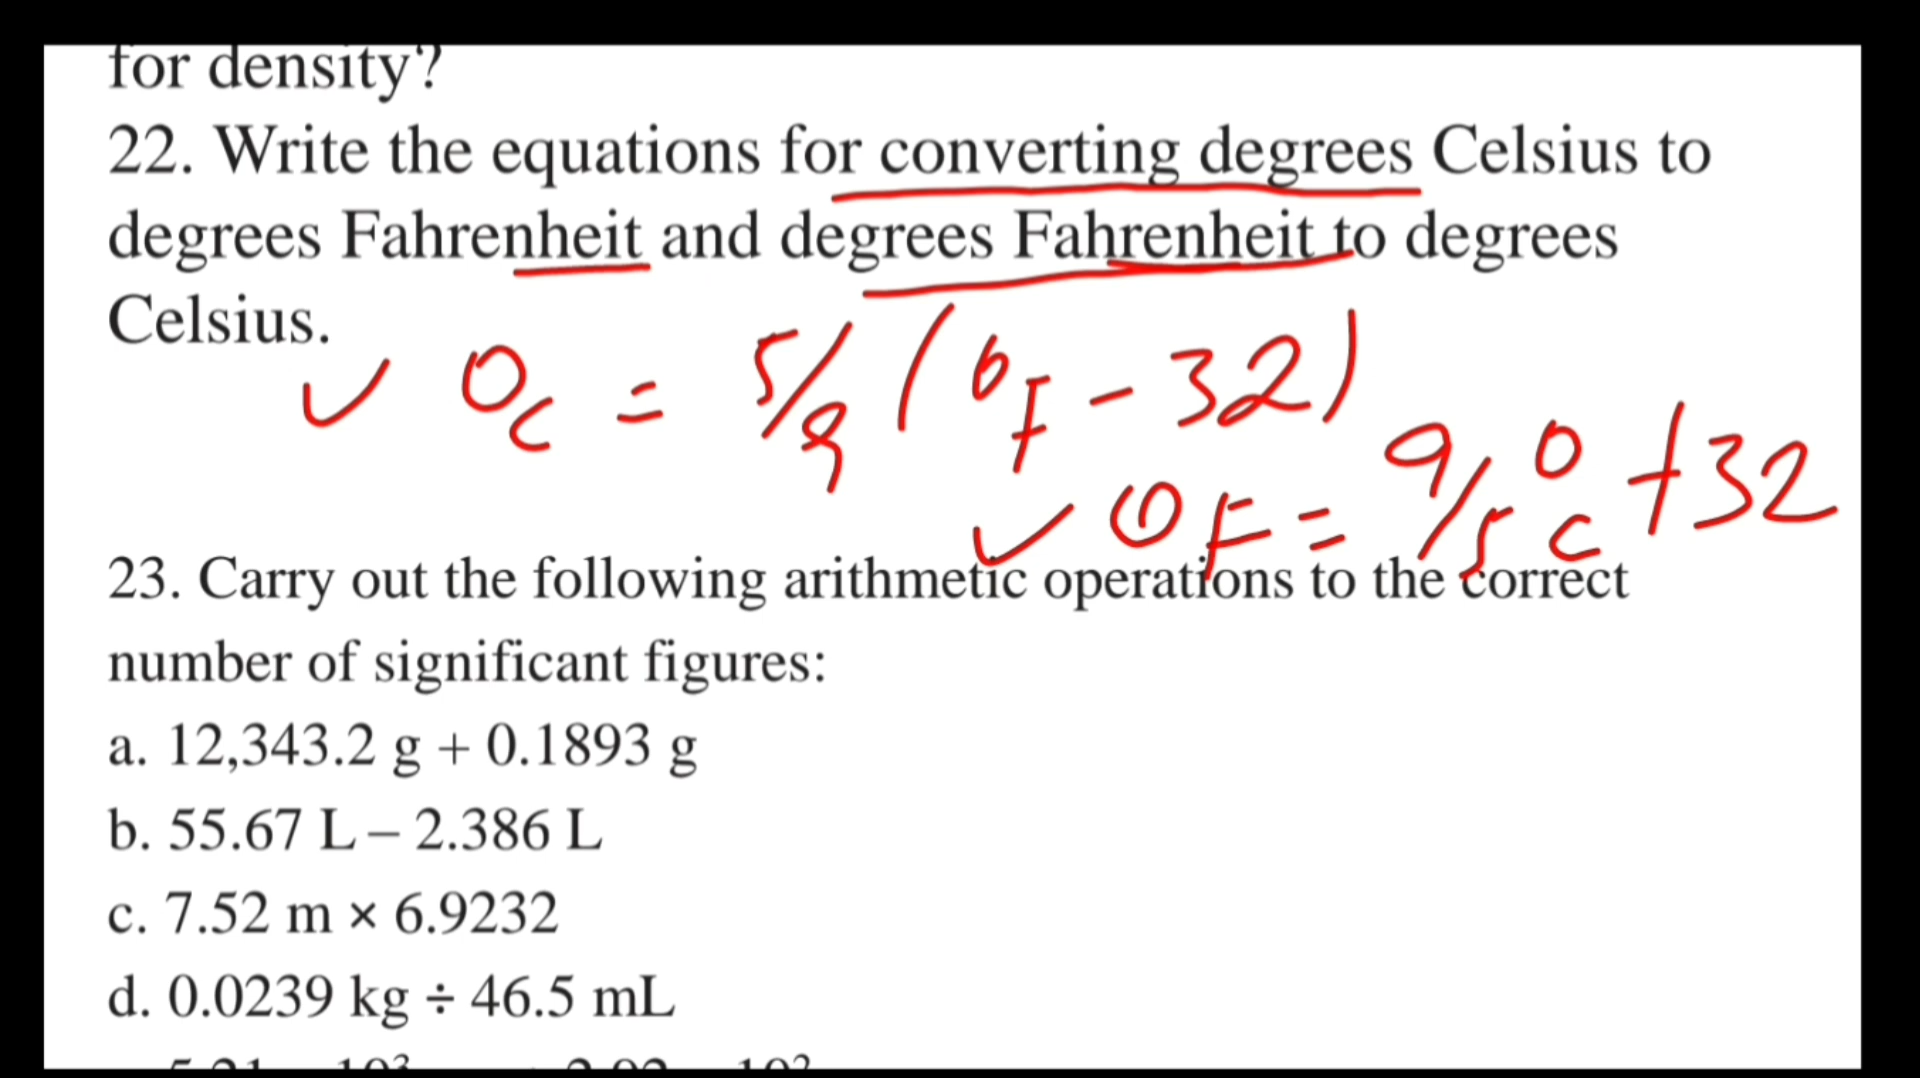 for density?
22. Write the equations for converting degrees Celsius to
degrees Fahrenheit and degrees Fahrenheit to degrees
Celsius.
✓ °C = 5/9 (°F - 32)
✓ °F = 9/5 °C + 32
23. Carry out the following arithmetic operations to the correct
number of significant figures:
a. 12,343.2 g + 0.1893 g
b. 55.67 L – 2.386 L
c. 7.52 m × 6.9232
d. 0.0239 kg ÷ 46.5 mL